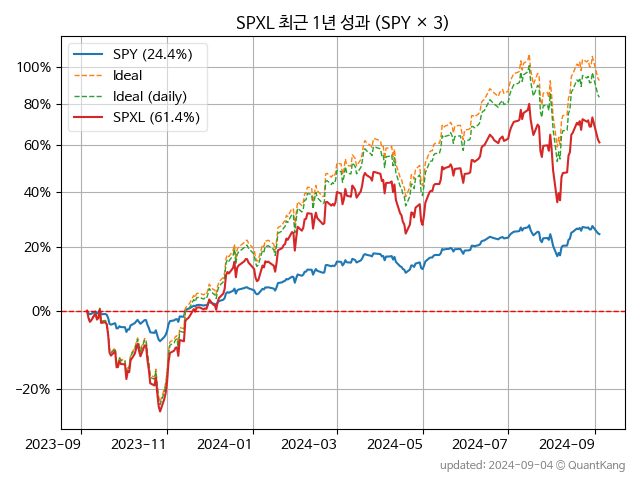 SPXL 최근 1년 성과 (SPY × 3)
SPY (24.4%)
Ideal
Ideal (daily)
SPXL (61.4%)
100%
80%
60%
40%
20%
0%
−20%
2023−09
2023−11
2024−01
2024−03
2024−05
2024−07
2024−09
updated: 2024-09-04 © QuantKang